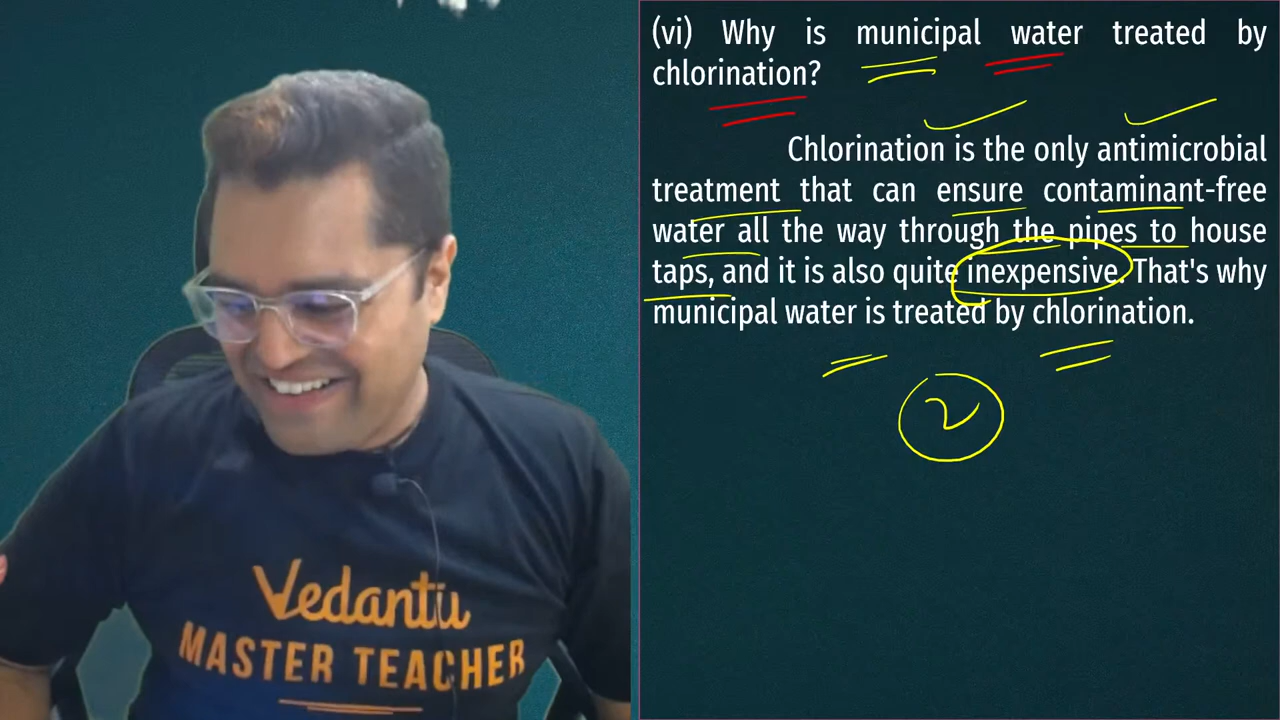 (vi) Why is municipal water treated by
chlorination?
Chlorination is the only antimicrobial
treatment that can ensure contaminant-free
water all the way through the pipes to house
taps, and it is also quite inexpensive. That's why
municipal water is treated by chlorination.
2
Vedantu
MASTER TEACHER